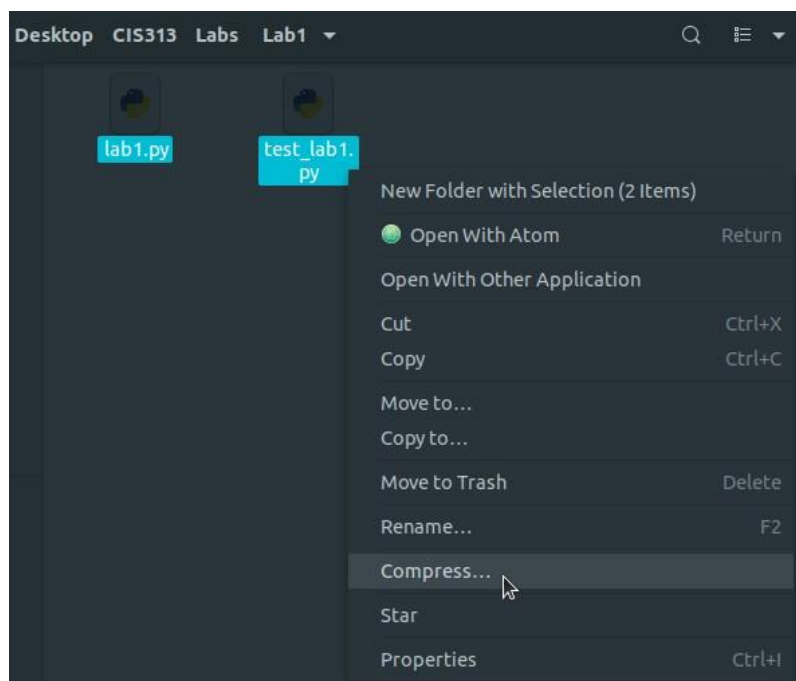 Desktop CIS313 Labs Lab1
lab1.py
test_lab1.
py
New Folder with Selection (2 Items)
Open With Atom Return
Open With Other Application
Cut Ctrl+X
Copy Ctrl+C
Move to…
Copy to…
Move to Trash Delete
Rename… F2
Compress…
Star
Properties Ctrl+I